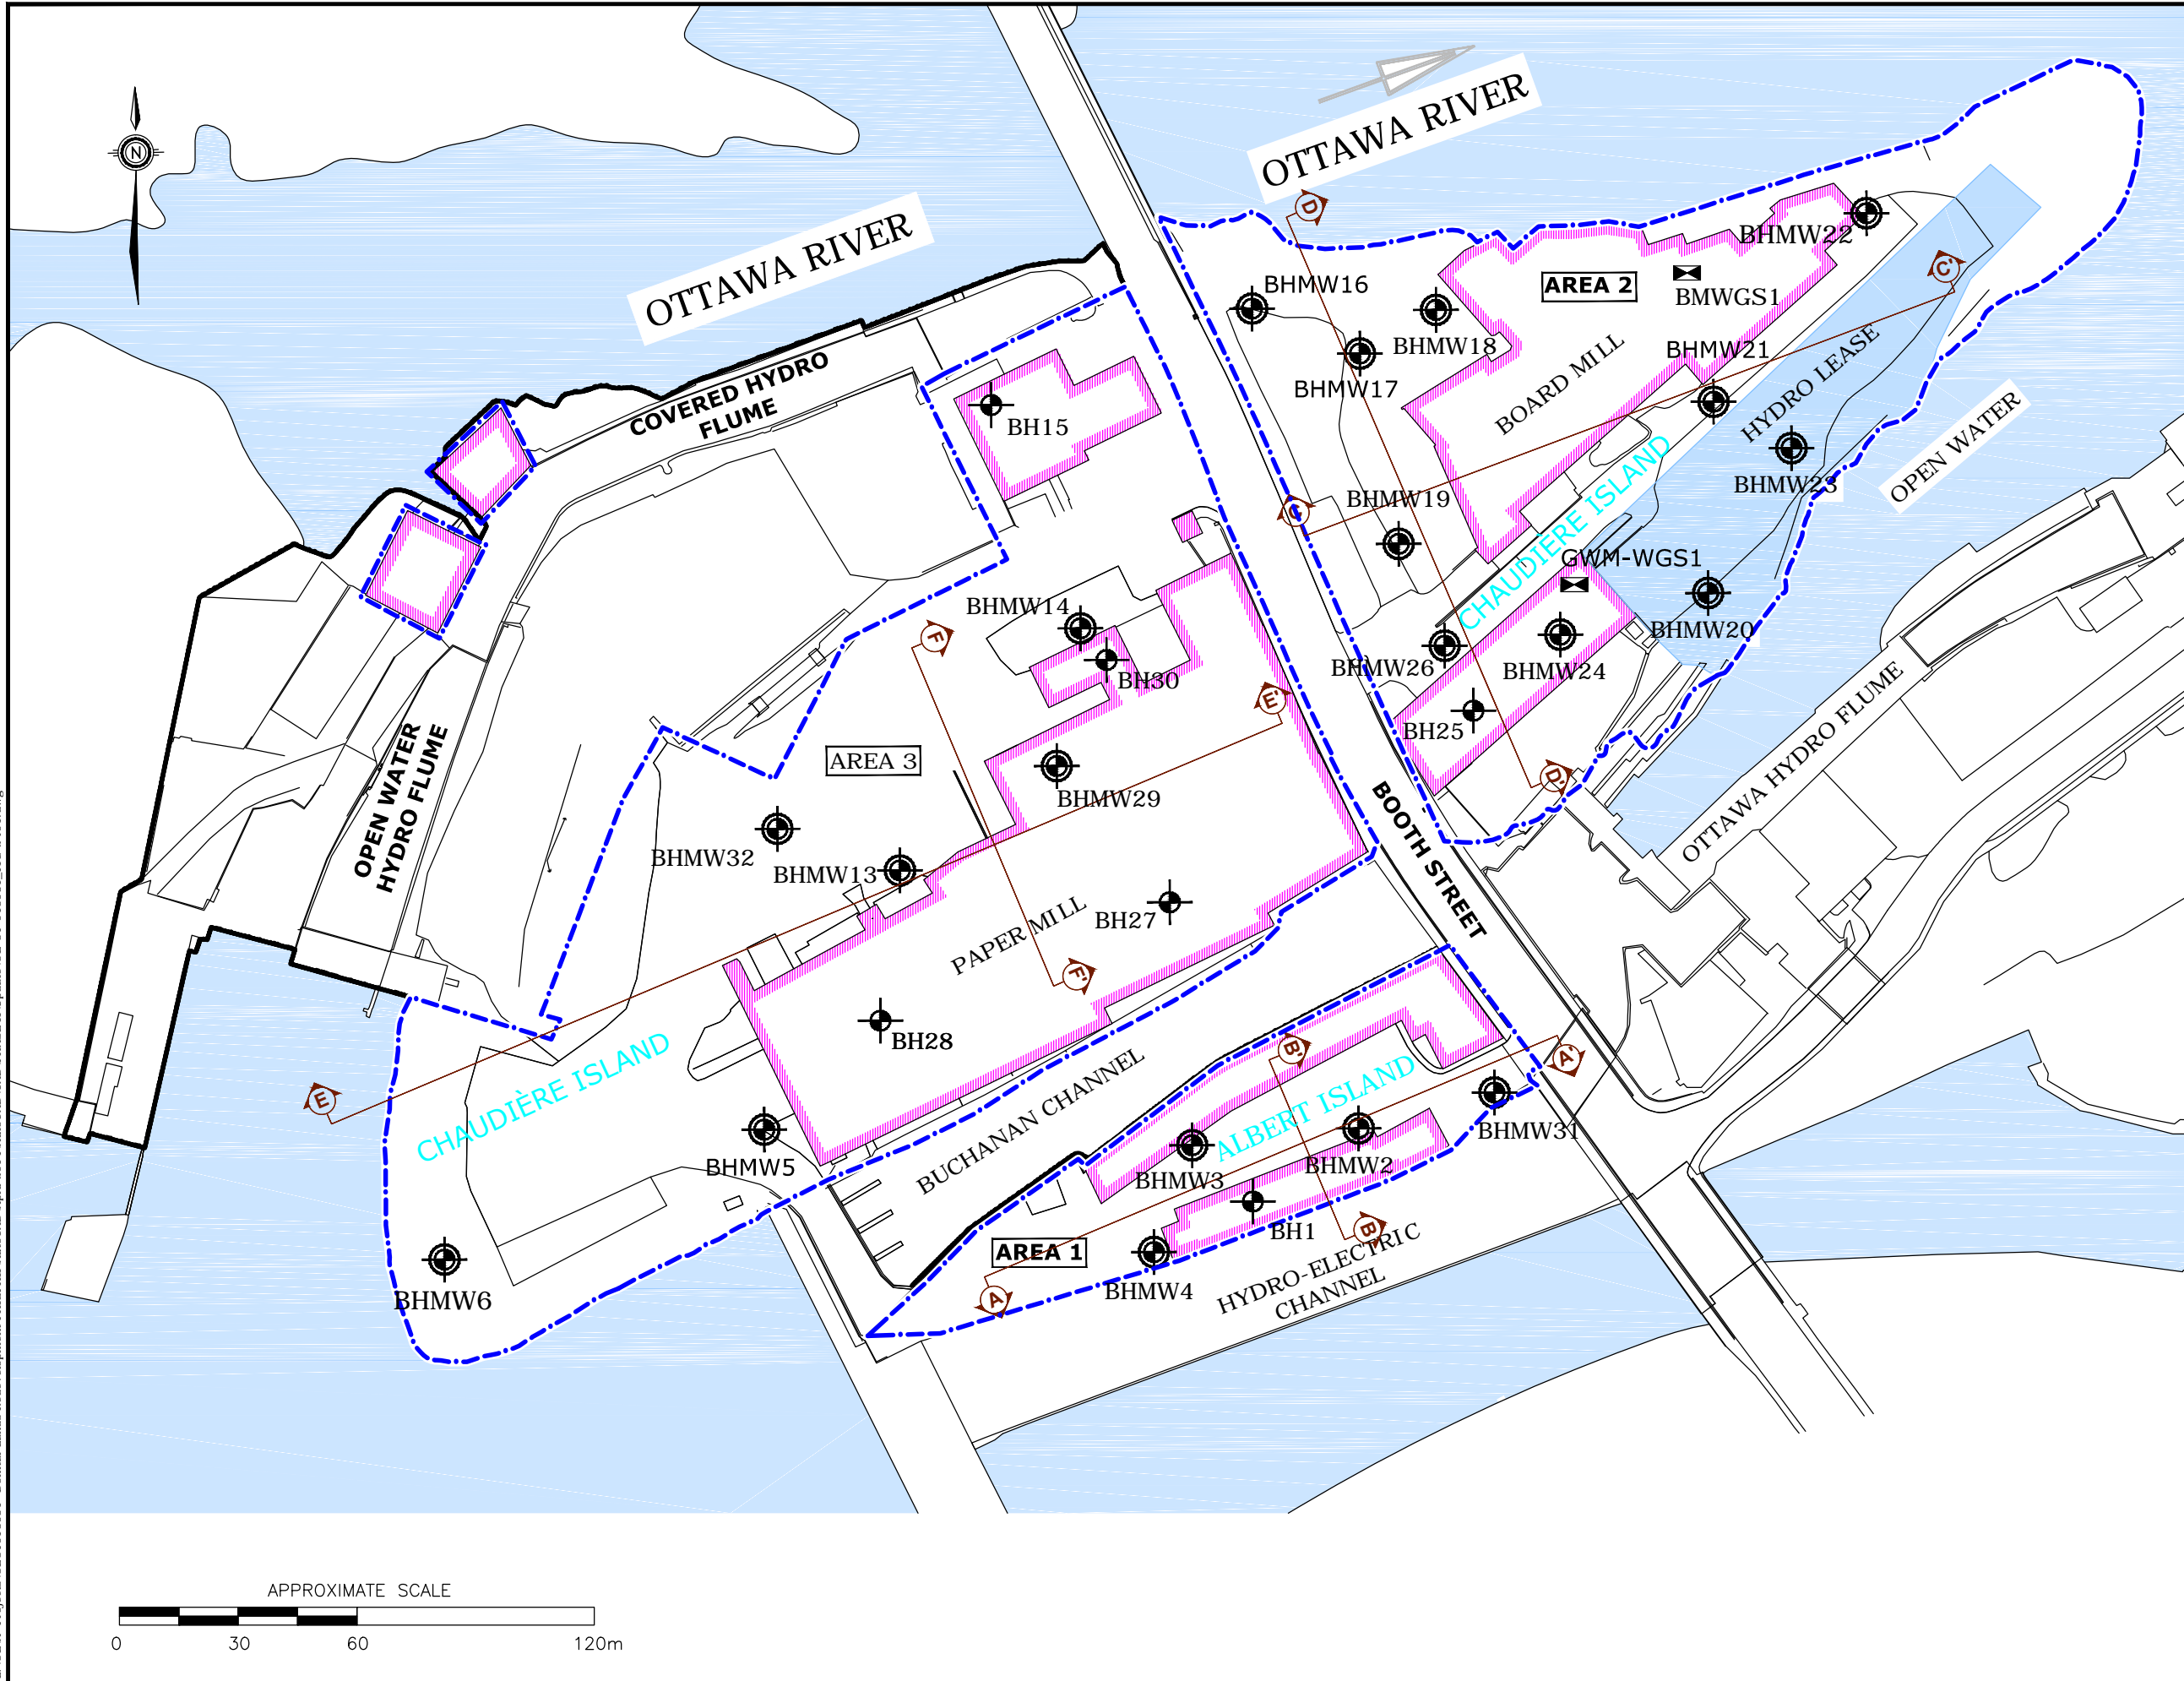 N
OTTAWA RIVER
OTTAWA RIVER
D
BHMW22
C'
BHMW16
AREA 2
BMWGS1
BHMW18
BHMW17
BHMW21
BOARD MILL
HYDRO LEASE
COVERED HYDRO
FLUME
BH15
OPEN WATER
BHMW23
BHMW19
C
CHAUDIÈRE ISLAND
GWM-WGS1
BHMW14
BHMW20
F
BHMW26
BHMW24
BH30
E'
BH25
OTTAWA HYDRO FLUME
AREA 3
D'
BHMW29
OPEN WATER
HYDRO FLUME
BOOTH STREET
BHMW32
BHMW13
BH27
PAPER MILL
F'
BH28
CHAUDIÈRE ISLAND
E
BUCHANAN CHANNEL
B'
A'
ALBERT ISLAND
BHMW31
BHMW5
BHMW3
BHMW2
BH1
B
AREA 1
HYDRO-ELECTRIC
CHANNEL
BHMW4
A
BHMW6
APPROXIMATE SCALE
0 30 60 120m